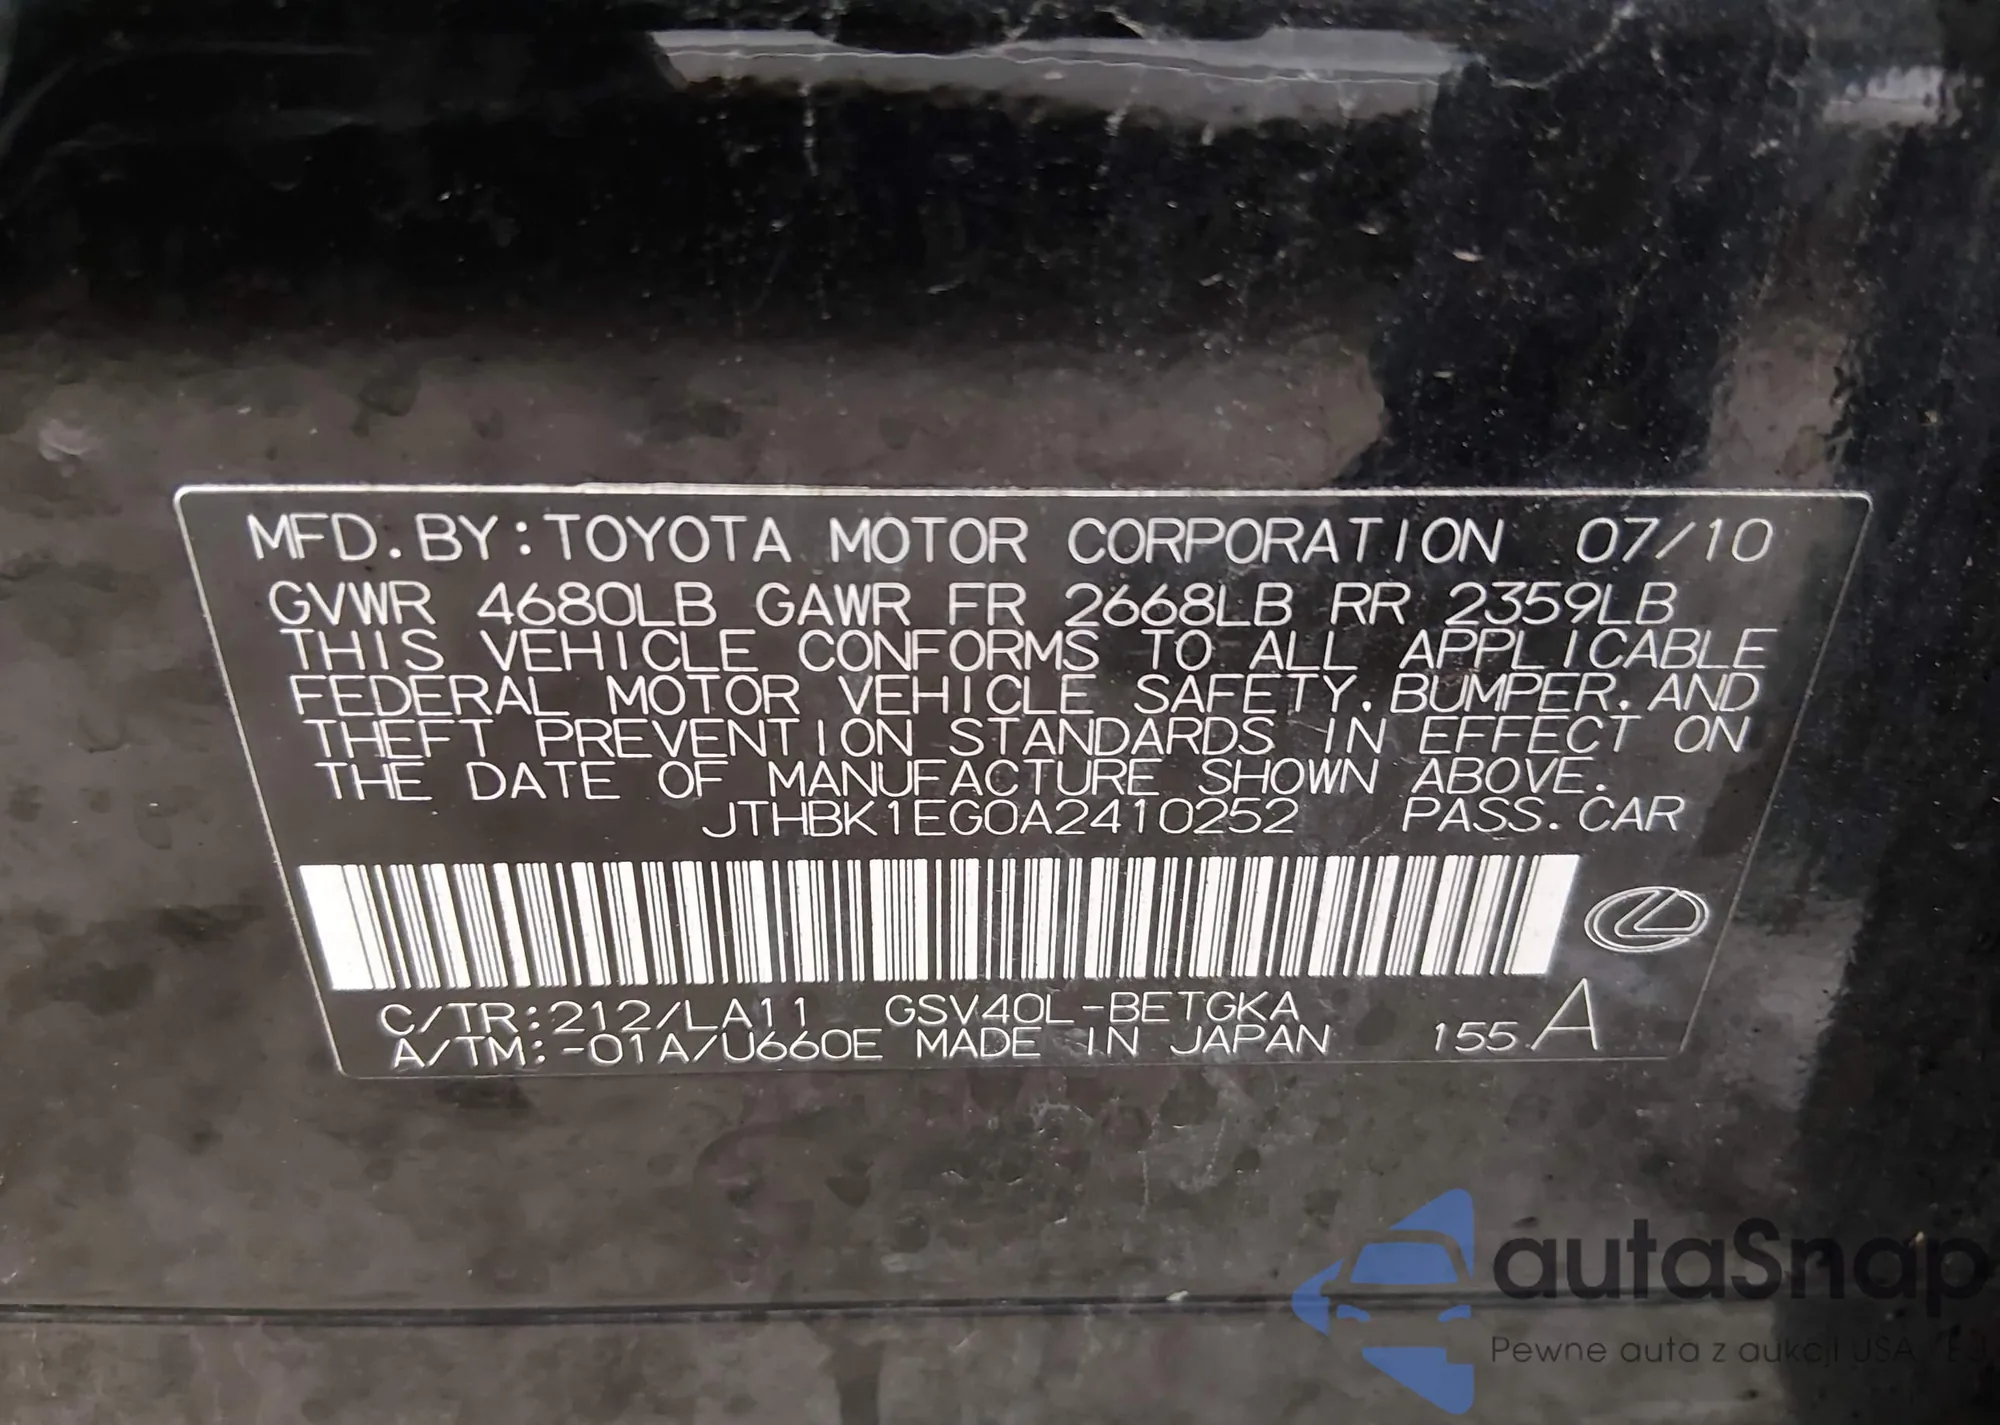 MFD. BY: TOYOTA MOTOR CORPORATION 07/10
GVWR 4680LB GAWR FR 2668LB RR 2359LB
THIS VEHICLE CONFORMS TO ALL APPLICABLE
FEDERAL MOTOR VEHICLE SAFETY. BUMPER. AND
THEFT PREVENTION STANDARDS IN EFFECT ON
THE DATE OF MANUFACTURE SHOWN ABOVE.
JTHBK1EG0A2410252 PASS. CAR
C/TR:212/LA11 GSV40L-BETGKA
A/TM:-01A/U660E MADE IN JAPAN 155 A
autaSnap
Pewne auta z aukcji USA / EU